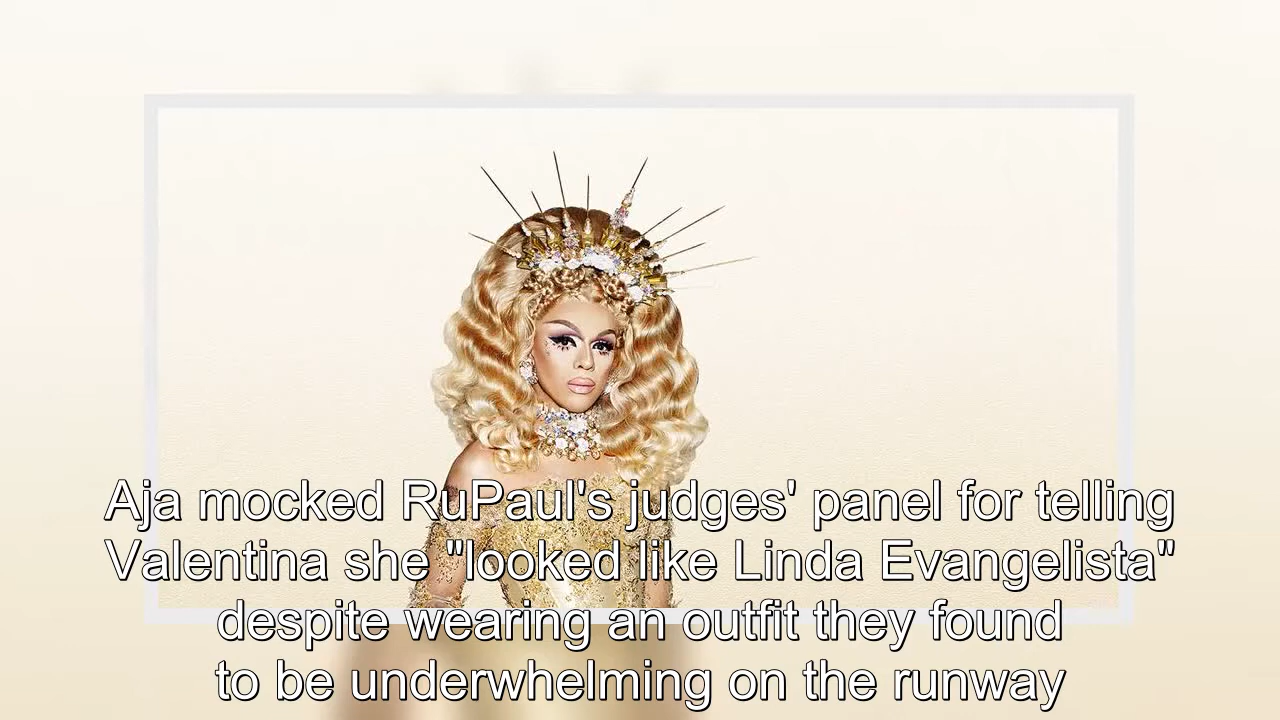 Aja mocked RuPaul's judges' panel for telling
Valentina she "looked like Linda Evangelista"
despite wearing an outfit they found
to be underwhelming on the runway